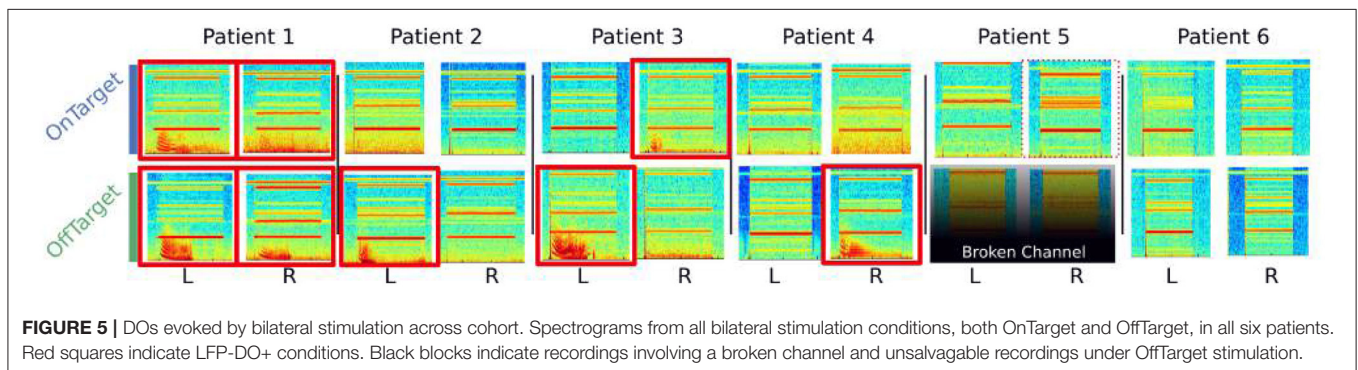 Patient 1 Patient 2 Patient 3 Patient 4 Patient 5 Patient 6
OnTarget
OffTarget
Broken Channel
L R L R L R L R L R L R
FIGURE 5 | DOs evoked by bilateral stimulation across cohort. Spectrograms from all bilateral stimulation conditions, both OnTarget and OffTarget, in all six patients.
Red squares indicate LFP-DO+ conditions. Black blocks indicate recordings involving a broken channel and unsalvagable recordings under OffTarget stimulation.